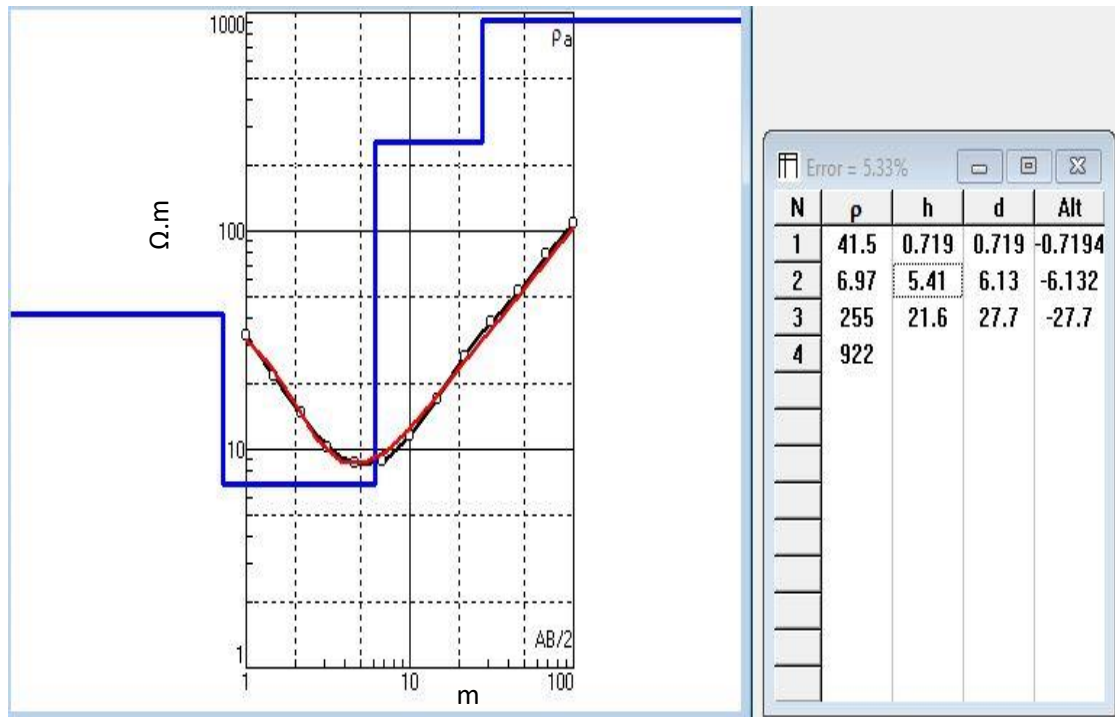 1000
ρa
Ω.m
100
10
1
AB/2
1
10
100
m
Error = 5.33%
N ρ h d Alt
1 41.5 0.719 0.719 -0.7194
2 6.97 5.41 6.13 -6.132
3 255 21.6 27.7 -27.7
4 922